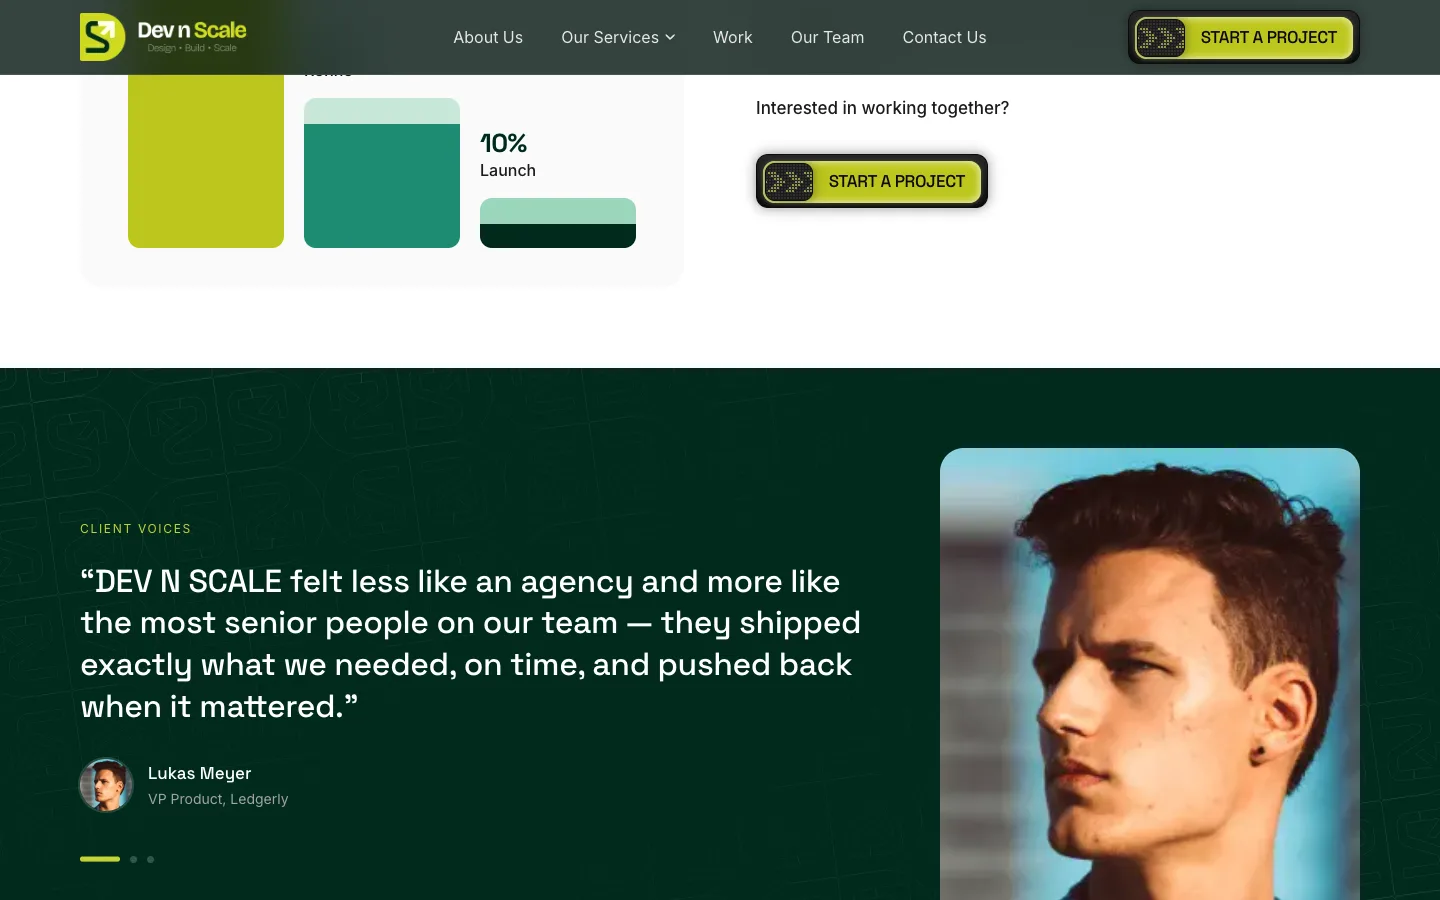 Dev n Scale
Design • Build • Scale
About Us
Our Services
Work
Our Team
Contact Us
START A PROJECT
10%
Launch
Interested in working together?
START A PROJECT
CLIENT VOICES
“DEV N SCALE felt less like an agency and more like
the most senior people on our team — they shipped
exactly what we needed, on time, and pushed back
when it mattered.”
Lukas Meyer
VP Product, Ledgerly